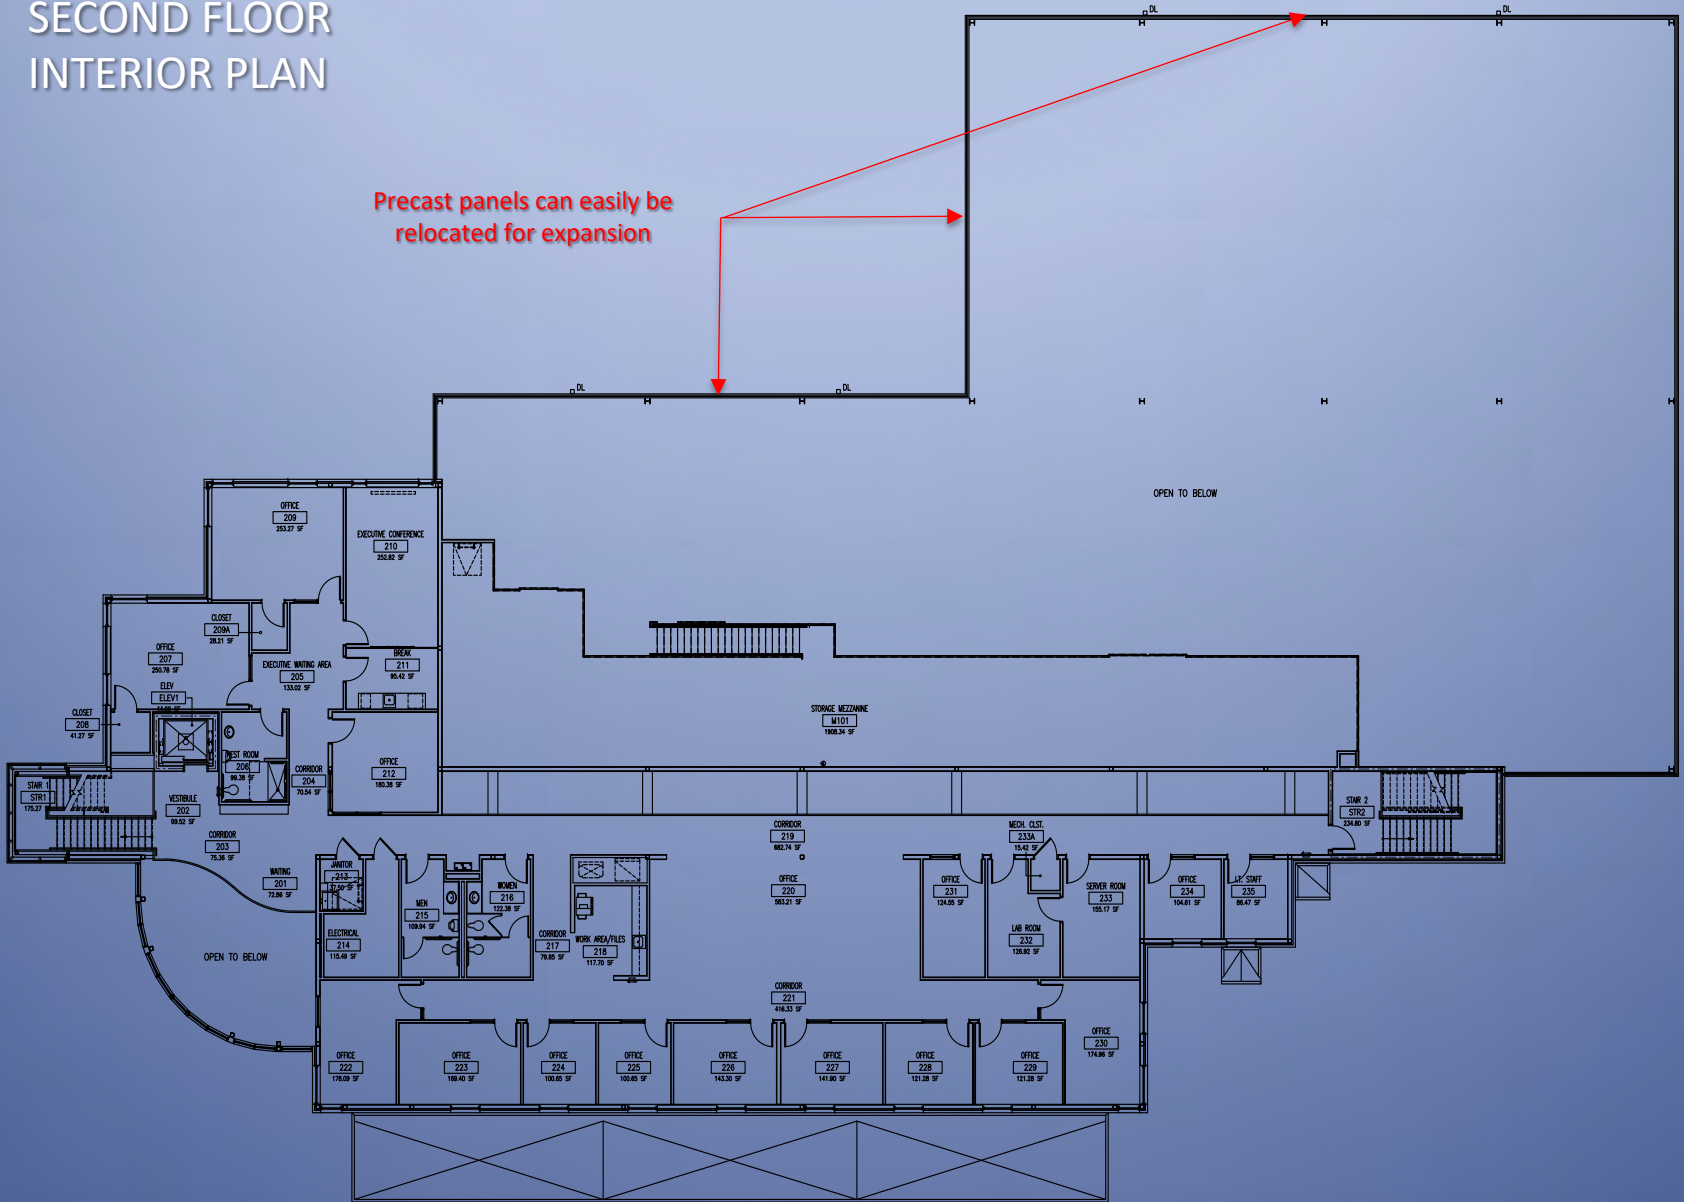 SECOND FLOOR
INTERIOR PLAN
DL
DL
Precast panels can easily be
relocated for expansion
DL
DL
OPEN TO BELOW
OFFICE
209
253.27 SF
EXECUTIVE CONFERENCE
210
252.82 SF
CLOSET
209A
28.21 SF
OFFICE
207
250.78 SF
EXECUTIVE WAITING AREA
205
133.02 SF
BREAK
211
95.42 SF
ELEV
ELEV1
CLOSET
208
41.27 SF
STORAGE MEZZANINE
M101
1908.34 SF
REST ROOM
206
99.38 SF
CORRIDOR
204
70.54 SF
OFFICE
212
180.38 SF
STAIR 1
STR1
175.27
VESTIBULE
202
99.52 SF
STAIR 2
STR2
234.80 SF
CORRIDOR
203
75.36 SF
CORRIDOR
219
682.74 SF
MECH. CLST.
233A
15.42 SF
WAITING
201
72.86 SF
JANITOR
213
37.50 SF
MEN
215
109.94 SF
WOMEN
216
122.38 SF
OFFICE
220
583.21 SF
OFFICE
231
124.55 SF
SERVER ROOM
233
155.17 SF
OFFICE
234
104.61 SF
I.T. STAFF
235
86.47 SF
ELECTRICAL
214
115.49 SF
CORRIDOR
217
79.85 SF
WORK AREA/FILES
218
117.70 SF
LAB ROOM
232
126.92 SF
OPEN TO BELOW
CORRIDOR
221
416.33 SF
OFFICE
222
178.09 SF
OFFICE
223
169.40 SF
OFFICE
224
100.65 SF
OFFICE
225
100.65 SF
OFFICE
226
143.30 SF
OFFICE
227
141.90 SF
OFFICE
228
121.28 SF
OFFICE
229
121.28 SF
OFFICE
230
174.96 SF